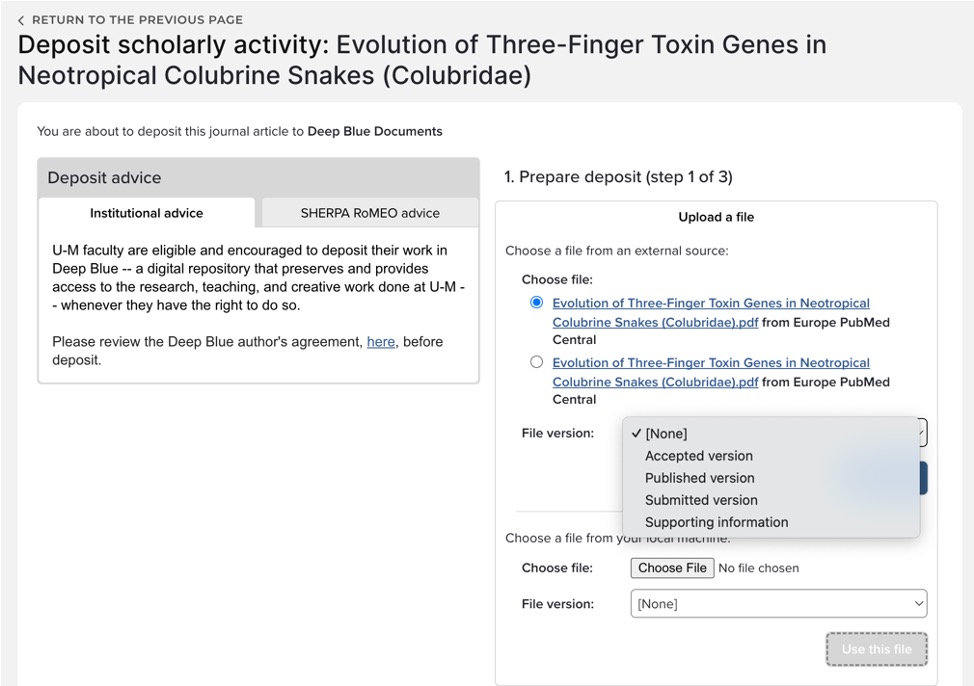 RETURN TO THE PREVIOUS PAGE
Deposit scholarly activity: Evolution of Three-Finger Toxin Genes in
Neotropical Colubrine Snakes (Colubridae)
You are about to deposit this journal article to Deep Blue Documents
Deposit advice
Institutional advice
SHERPA RoMEO advice
U-M faculty are eligible and encouraged to deposit their work in
Deep Blue -- a digital repository that preserves and provides
access to the research, teaching, and creative work done at U-M -
- whenever they have the right to do so.
Please review the Deep Blue author's agreement, here, before
deposit.
1. Prepare deposit (step 1 of 3)
Upload a file
Choose a file from an external source:
Choose file:
Evolution of Three-Finger Toxin Genes in Neotropical
Colubrine Snakes (Colubridae).pdf from Europe PubMed
Central
Evolution of Three-Finger Toxin Genes in Neotropical
Colubrine Snakes (Colubridae).pdf from Europe PubMed
Central
File version:
✓ [None]
Accepted version
Published version
Submitted version
Supporting information
Choose a file from your local machine:
Choose file:
Choose File No file chosen
File version:
[None]
Use this file